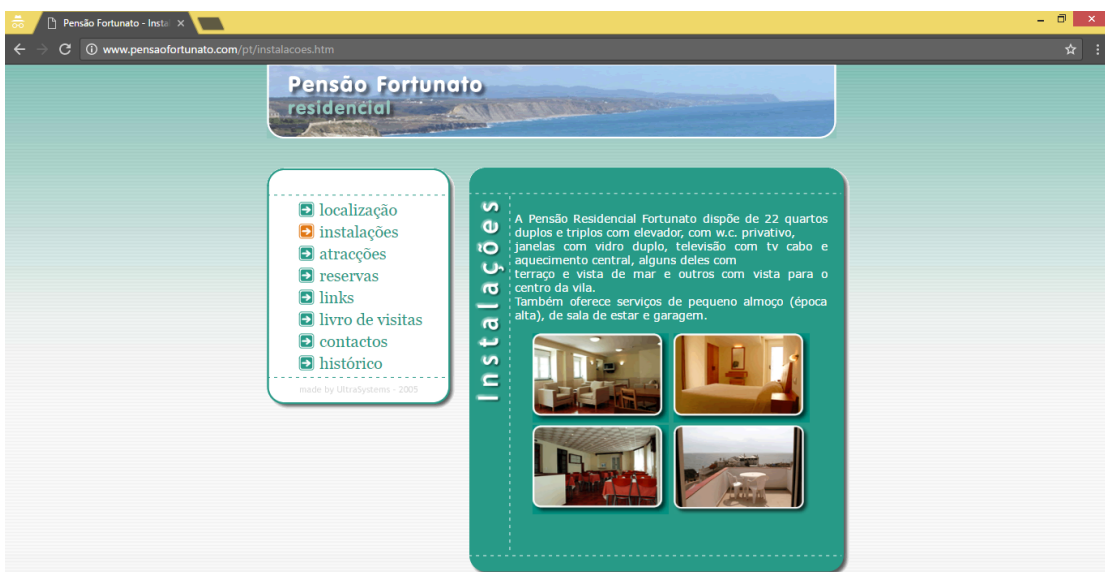 Pensão Fortunato - Insta
www.pensaofortunato.com/pt/instalacoes.htm
Pensão Fortunato
residencial
localização
instalações
atracções
reservas
links
livro de visitas
contactos
histórico
made by UltraSystems - 2005
Instalações
A Pensão Residencial Fortunato dispõe de 22 quartos
duplos e triplos com elevador, com w.c. privativo,
janelas com vidro duplo, televisão com tv cabo e
aquecimento central, alguns deles com
terraço e vista de mar e outros com vista para o
centro da vila.
Também oferece serviços de pequeno almoço (época
alta), de sala de estar e garagem.